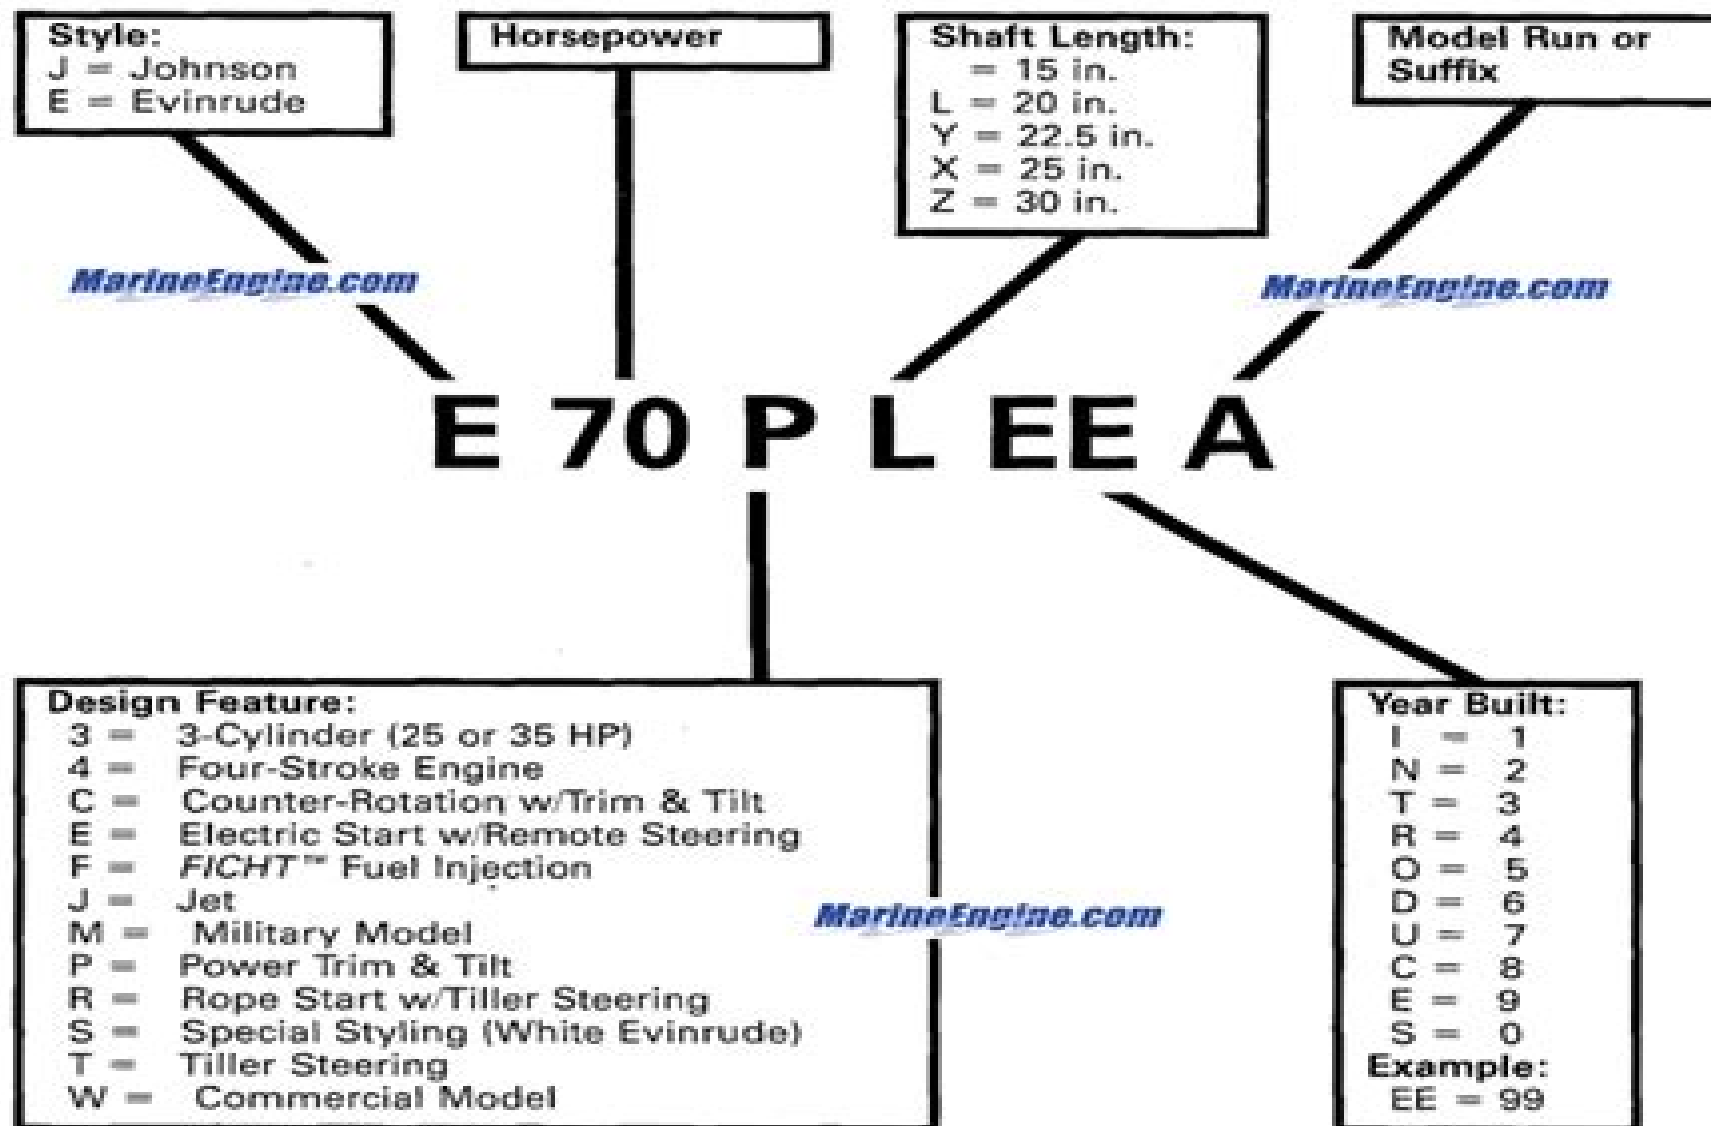 Style:
J = Johnson
E = Evinrude
Horsepower
Shaft Length:
= 15 in.
L = 20 in.
Y = 22.5 in.
X = 25 in.
Z = 30 in.
Model Run or
Suffix
MarineEngine.com
MarineEngine.com
E 70 P L EE A
Design Feature:
3 = 3-Cylinder (25 or 35 HP)
4 = Four-Stroke Engine
C = Counter-Rotation w/Trim & Tilt
E = Electric Start w/Remote Steering
F = FICHT™ Fuel Injection
J = Jet
M = Military Model
P = Power Trim & Tilt
R = Rope Start w/Tiller Steering
S = Special Styling (White Evinrude)
T = Tiller Steering
W = Commercial Model
MarineEngine.com
Year Built:
I = 1
N = 2
T = 3
R = 4
O = 5
D = 6
U = 7
C = 8
E = 9
S = 0
Example:
EE = 99